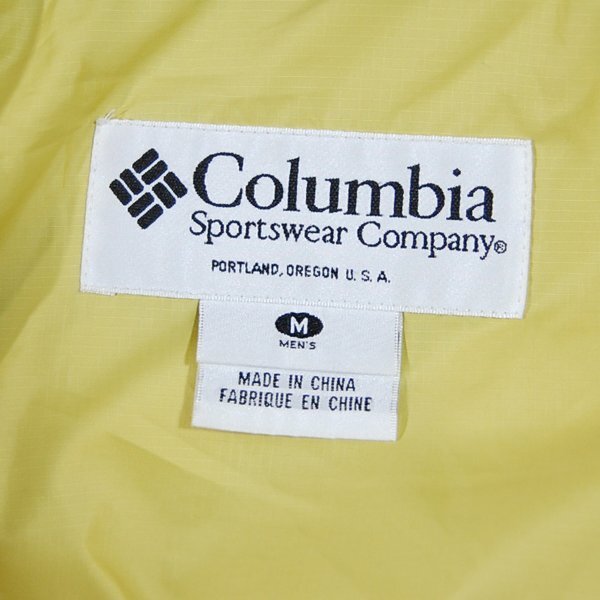 Columbia
Sportswear Company®
PORTLAND, OREGON U.S.A.
M
MEN'S
MADE IN CHINA
FABRIQUE EN CHINE